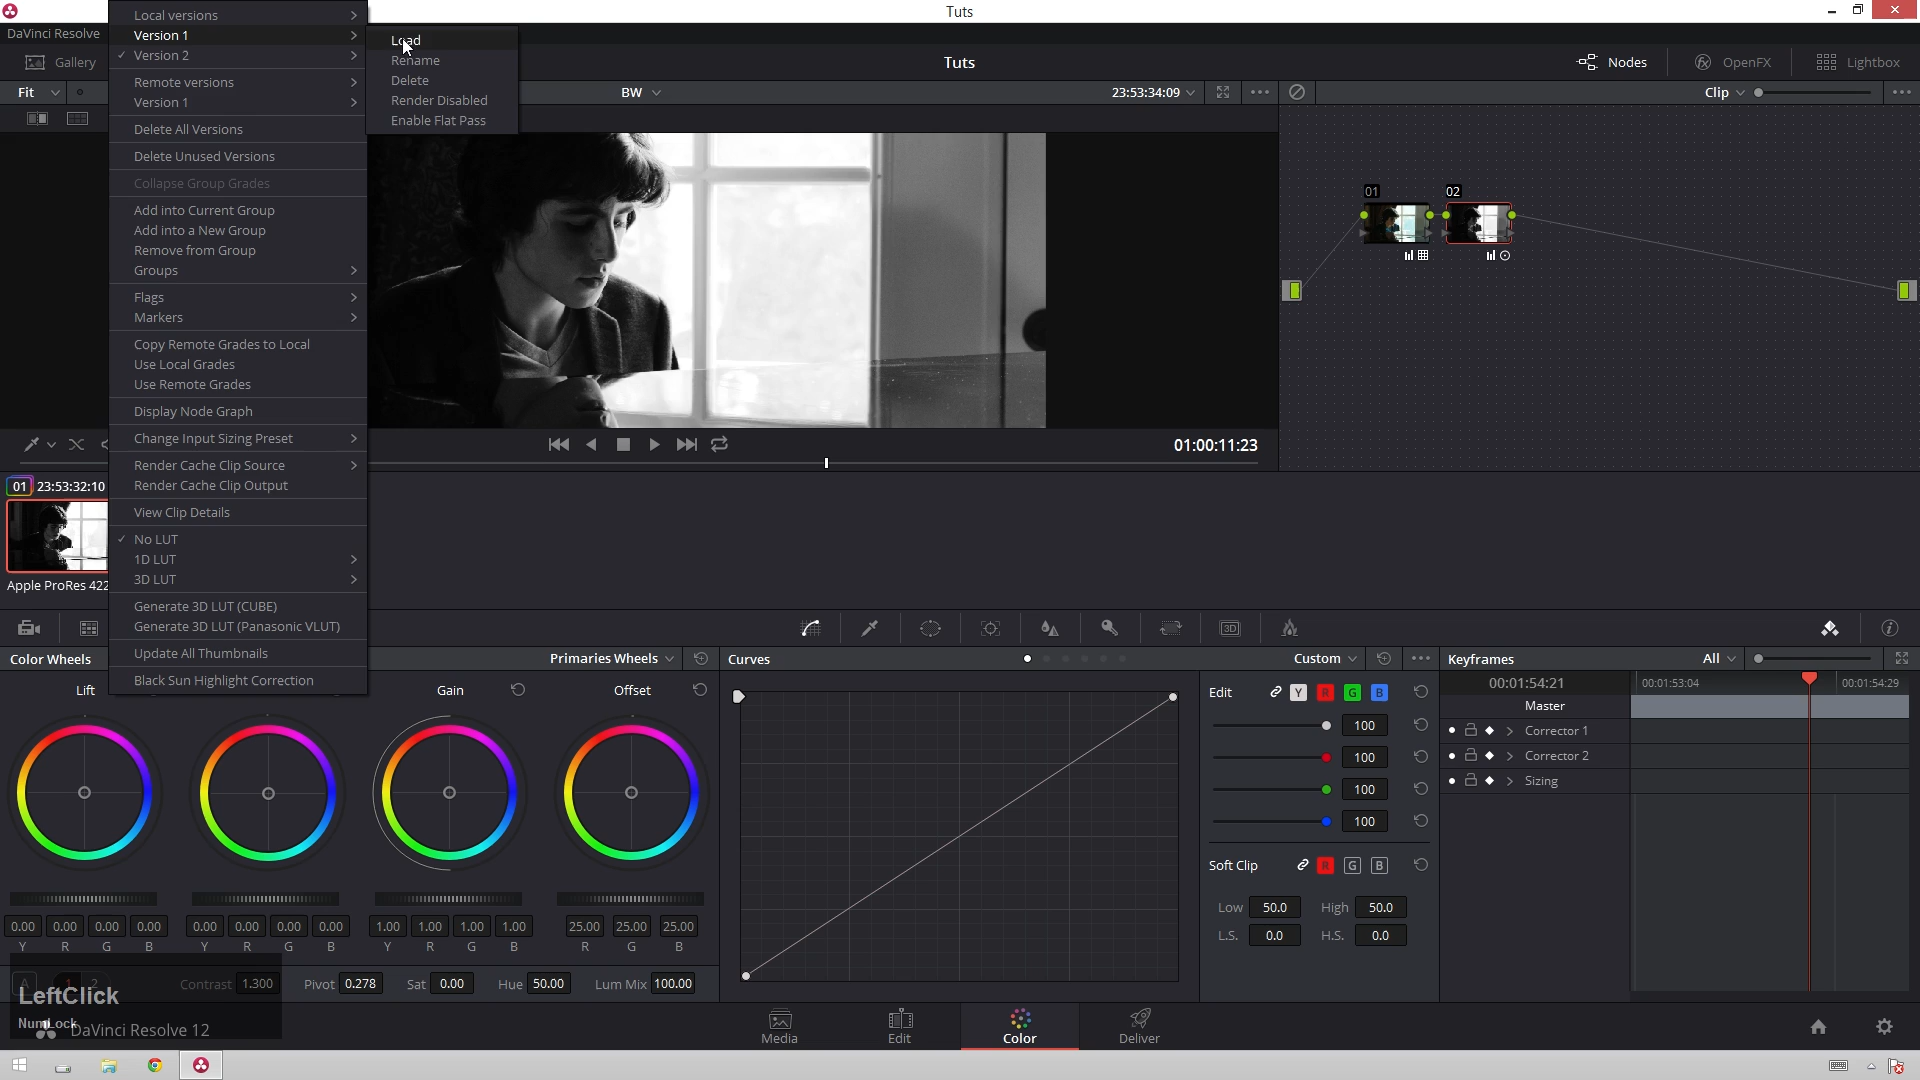 Tuts
DaVinci Resolve
Gallery
Tuts
Nodes
OpenFX
Lightbox
Fit
BW
23:53:34:09
Clip
Local versions
Version 1
Version 2
Remote versions
Version 1
Delete All Versions
Delete Unused Versions
Collapse Group Grades
Add into Current Group
Add into a New Group
Remove from Group
Groups
Flags
Markers
Copy Remote Grades to Local
Use Local Grades
Use Remote Grades
Display Node Graph
Change Input Sizing Preset
Render Cache Clip Source
Render Cache Clip Output
View Clip Details
No LUT
1D LUT
3D LUT
Generate 3D LUT (CUBE)
Generate 3D LUT (Panasonic VLUT)
Update All Thumbnails
Black Sun Highlight Correction
Load
Rename
Delete
Render Disabled
Enable Flat Pass
01
02
01:00:11:23
01 23:53:32:10
Apple ProRes 422
3D
Color Wheels
Primaries Wheels
Lift
Gain
Offset
0.00 0.00 0.00 0.00
Y R G B
0.00 0.00 0.00 0.00
Y R G B
1.00 1.00 1.00 1.00
Y R G B
25.00 25.00 25.00
R G B
A 1 2
Contrast 1.300
Pivot 0.278
Sat 0.00
Hue 50.00
Lum Mix 100.00
LeftClick
NumLock
DaVinci Resolve 12
Curves
Custom
Edit Y R G B
100
100
100
100
Soft Clip R G B
Low 50.0 High 50.0
L.S. 0.0 H.S. 0.0
Keyframes
All
00:01:54:21
00:01:53:04
00:01:54:29
Master
Corrector 1
Corrector 2
Sizing
Media
Edit
Color
Deliver